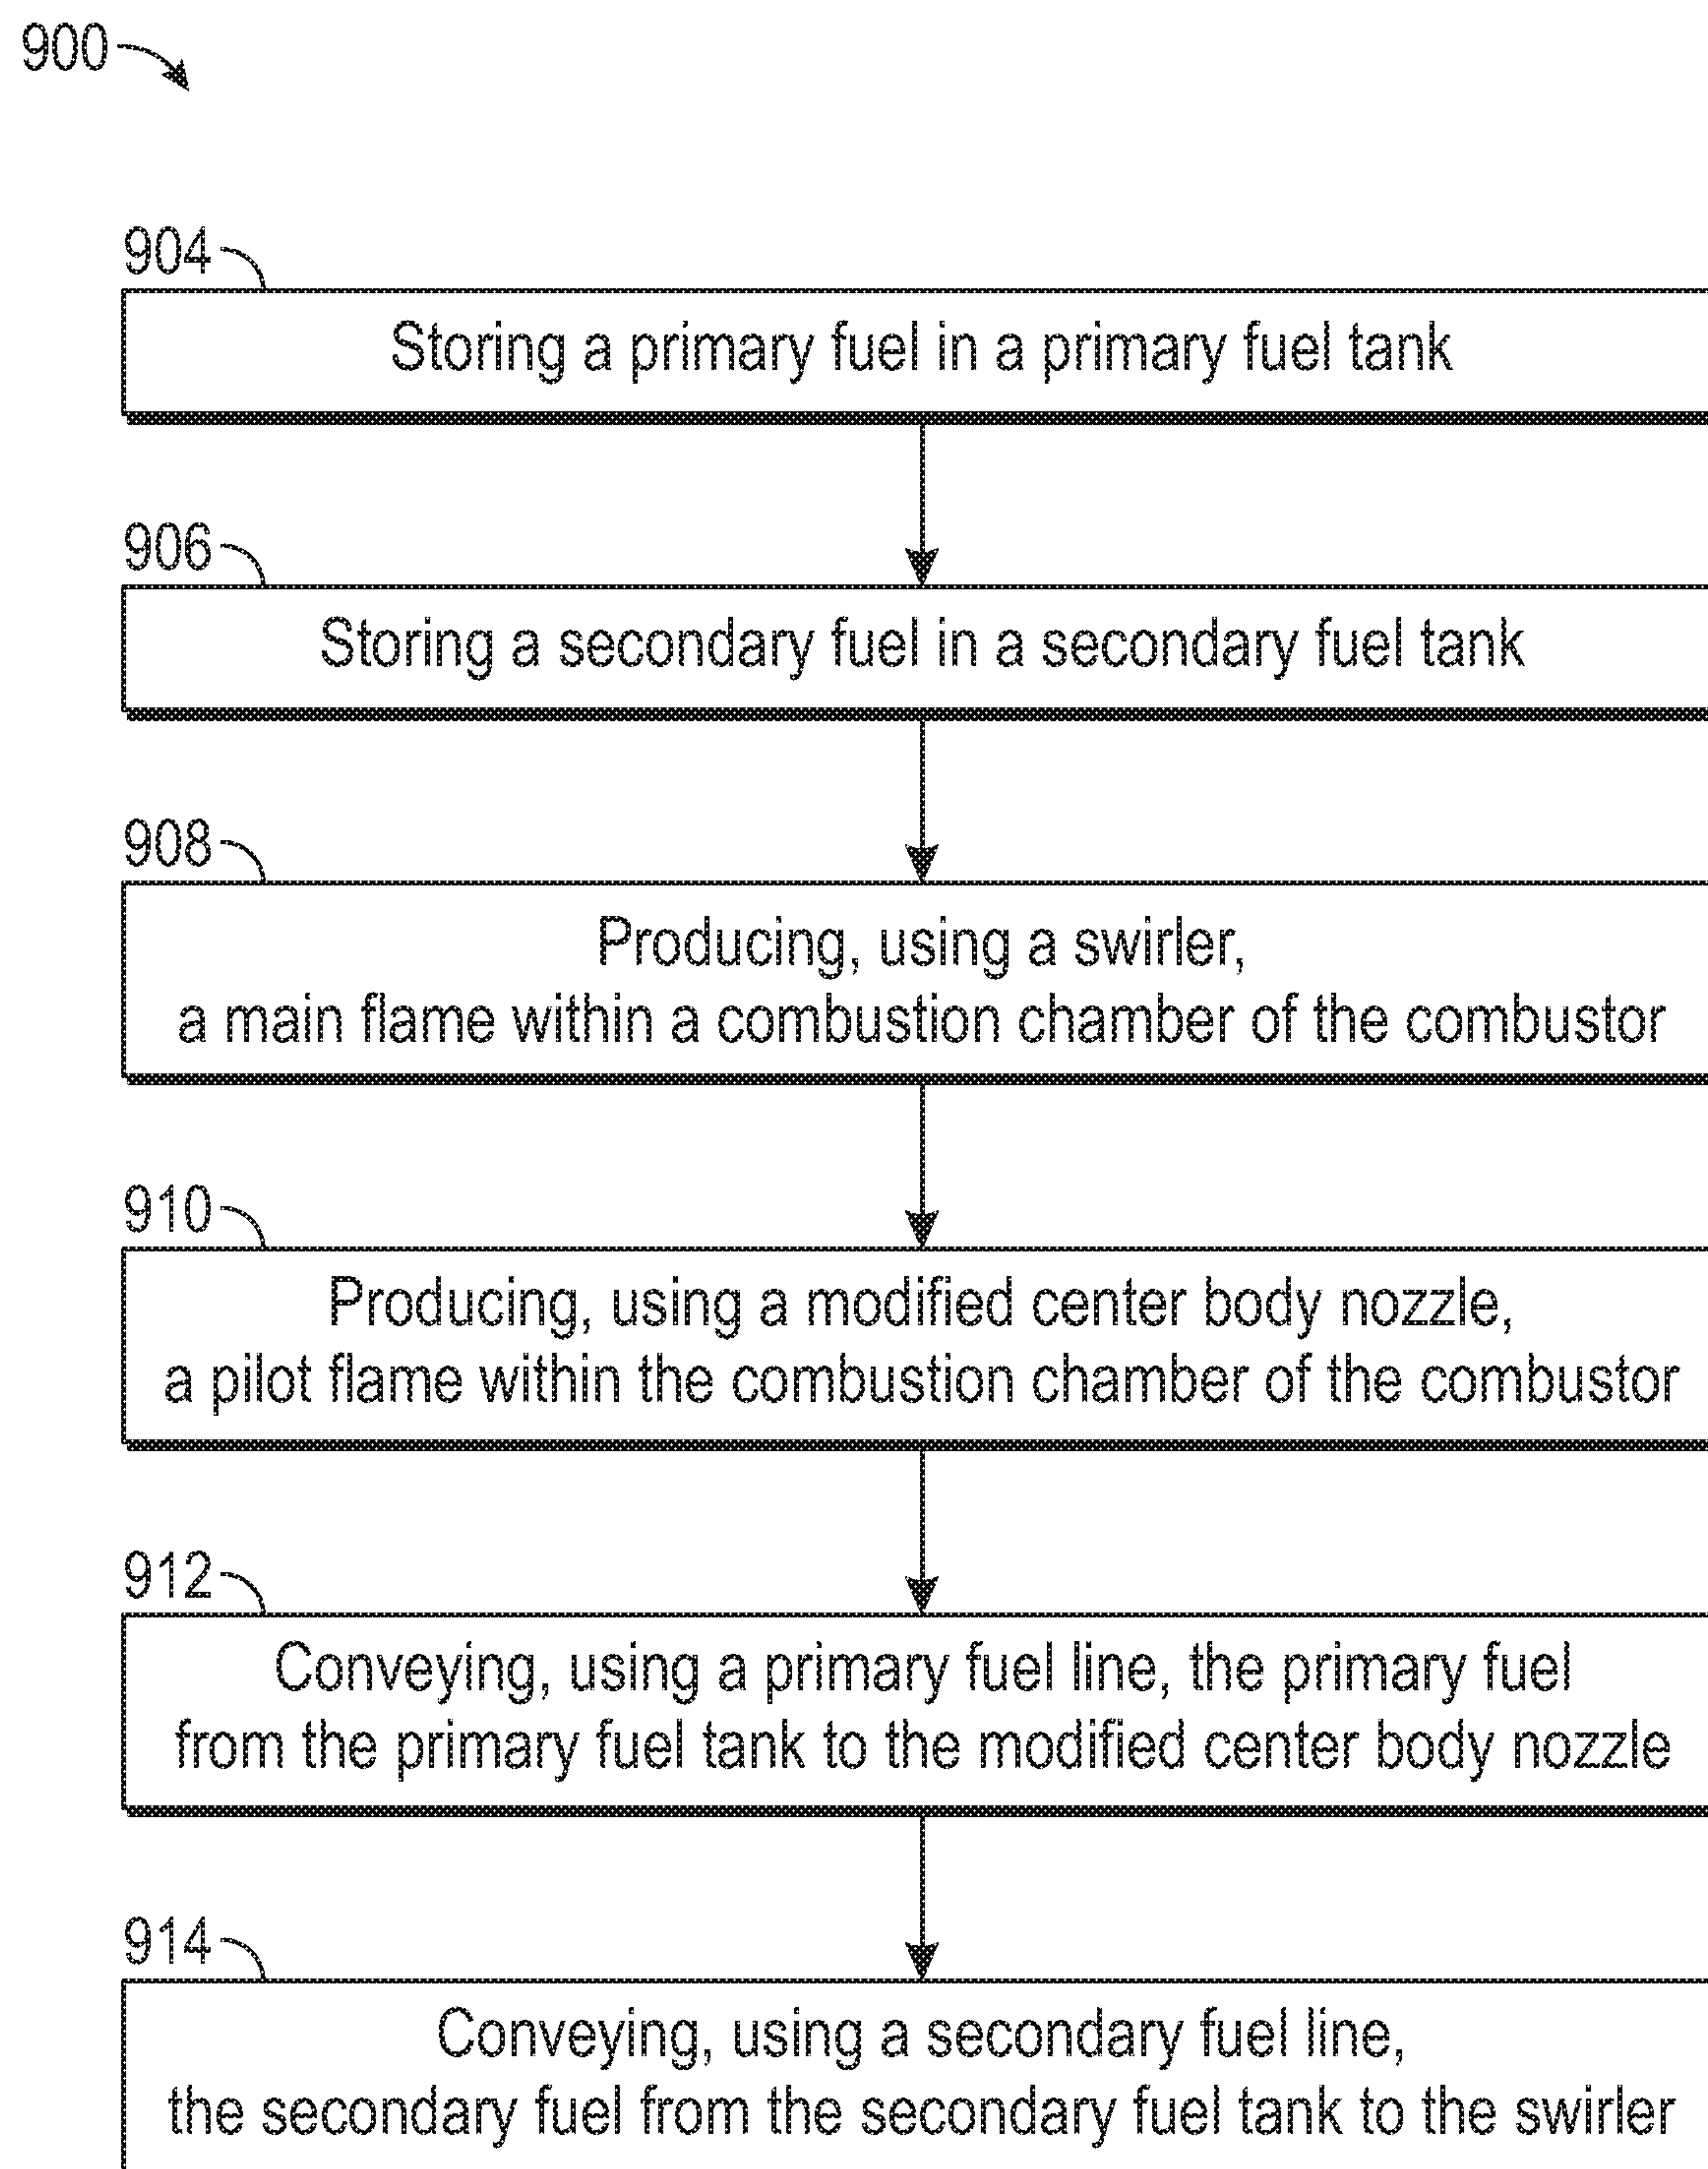 900
904
Storing a primary fuel in a primary fuel tank
906
Storing a secondary fuel in a secondary fuel tank
908
Producing, using a swirler,
a main flame within a combustion chamber of the combustor
910
Producing, using a modified center body nozzle,
a pilot flame within the combustion chamber of the combustor
912
Conveying, using a primary fuel line, the primary fuel
from the primary fuel tank to the modified center body nozzle
914
Conveying, using a secondary fuel line,
the secondary fuel from the secondary fuel tank to the swirler